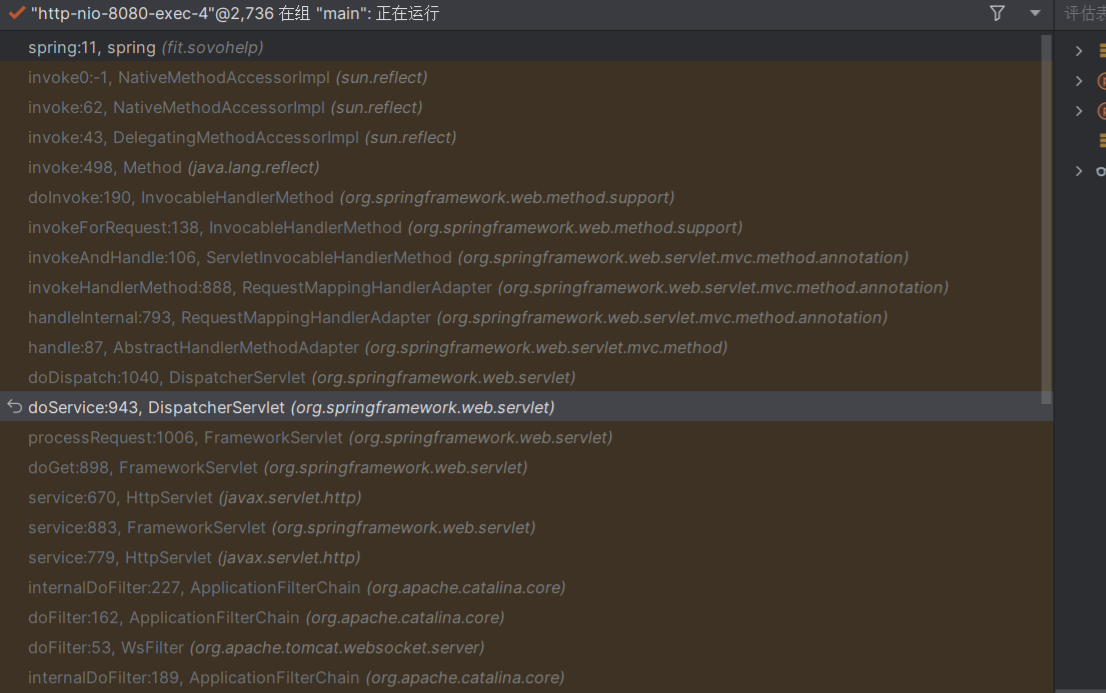 "http-nio-8080-exec-4"@2,736 在组 "main": 正在运行
评估表
spring:11, spring (fit.sovohelp)
invoke0:-1, NativeMethodAccessorImpl (sun.reflect)
invoke:62, NativeMethodAccessorImpl (sun.reflect)
invoke:43, DelegatingMethodAccessorImpl (sun.reflect)
invoke:498, Method (java.lang.reflect)
doInvoke:190, InvocableHandlerMethod (org.springframework.web.method.support)
invokeForRequest:138, InvocableHandlerMethod (org.springframework.web.method.support)
invokeAndHandle:106, ServletInvocableHandlerMethod (org.springframework.web.servlet.mvc.method.annotation)
invokeHandlerMethod:888, RequestMappingHandlerAdapter (org.springframework.web.servlet.mvc.method.annotation)
handleInternal:793, RequestMappingHandlerAdapter (org.springframework.web.servlet.mvc.method.annotation)
handle:87, AbstractHandlerMethodAdapter (org.springframework.web.servlet.mvc.method)
doDispatch:1040, DispatcherServlet (org.springframework.web.servlet)
doService:943, DispatcherServlet (org.springframework.web.servlet)
processRequest:1006, FrameworkServlet (org.springframework.web.servlet)
doGet:898, FrameworkServlet (org.springframework.web.servlet)
service:670, HttpServlet (javax.servlet.http)
service:883, FrameworkServlet (org.springframework.web.servlet)
service:779, HttpServlet (javax.servlet.http)
internalDoFilter:227, ApplicationFilterChain (org.apache.catalina.core)
doFilter:162, ApplicationFilterChain (org.apache.catalina.core)
doFilter:53, WsFilter (org.apache.tomcat.websocket.server)
internalDoFilter:189, ApplicationFilterChain (org.apache.catalina.core)